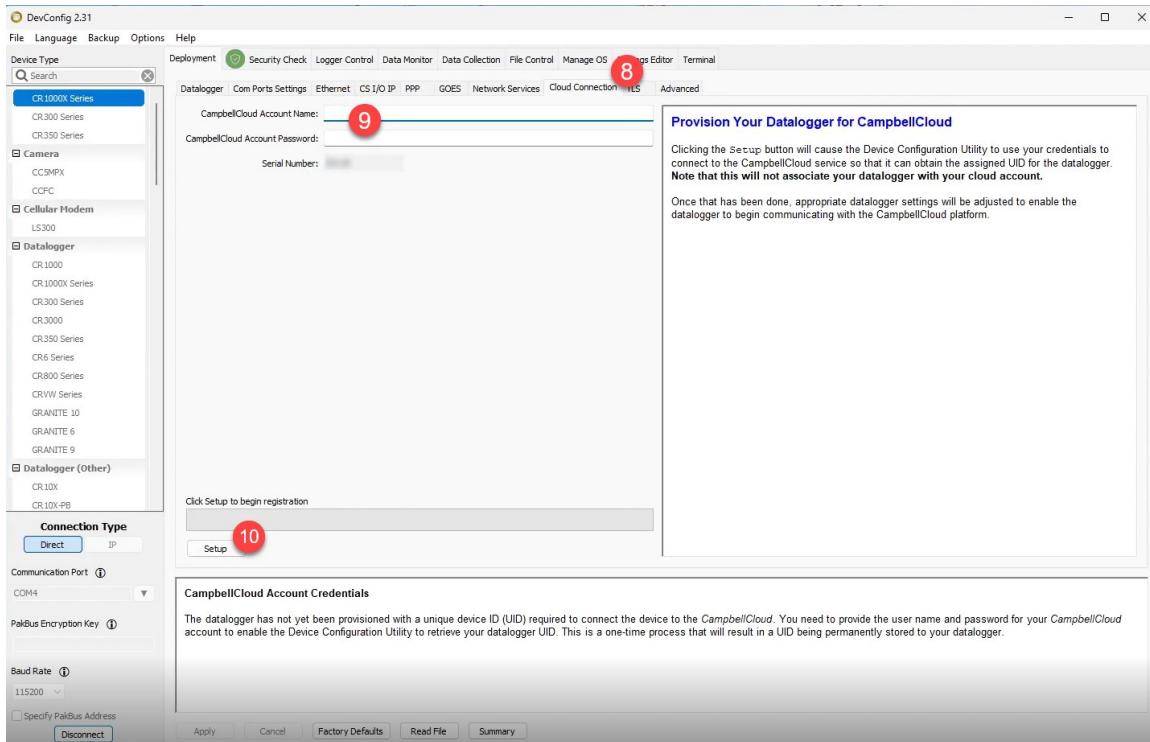 DevConfig 2.31
File Language Backup Options Help
Device Type
Search
CR1000X Series
CR300 Series
CR350 Series
Camera
CC5MPX
CCFC
Cellular Modem
LS300
Datalogger
CR1000
CR1000X Series
CR300 Series
CR3000
CR350 Series
CR6 Series
CR800 Series
CRVW Series
GRANITE 10
GRANITE 6
GRANITE 9
Datalogger (Other)
CR10X
CR10X-PB
Connection Type
Direct IP
Communication Port
COM4
PakBus Encryption Key
Baud Rate
115200
Specify PakBus Address
Disconnect
Deployment Security Check Logger Control Data Monitor Data Collection File Control Manage OS Editor Terminal
8
Datalogger Com Ports Settings Ethernet CS I/O IP PPP GOES Network Services Cloud Connection TLS Advanced
CampbellCloud Account Name:
9
CampbellCloud Account Password:
Serial Number:
Click Setup to begin registration
Setup
10
Provision Your Datalogger for CampbellCloud
Clicking the Setup button will cause the Device Configuration Utility to use your credentials to
connect to the CampbellCloud service so that it can obtain the assigned UID for the datalogger.
Note that this will not associate your datalogger with your cloud account.
Once that has been done, appropriate datalogger settings will be adjusted to enable the
datalogger to begin communicating with the CampbellCloud platform.
CampbellCloud Account Credentials
The datalogger has not yet been provisioned with a unique device ID (UID) required to connect the device to the CampbellCloud. You need to provide the user name and password for your CampbellCloud
account to enable the Device Configuration Utility to retrieve your datalogger UID. This is a one-time process that will result in a UID being permanently stored to your datalogger.
Apply Cancel Factory Defaults Read File Summary